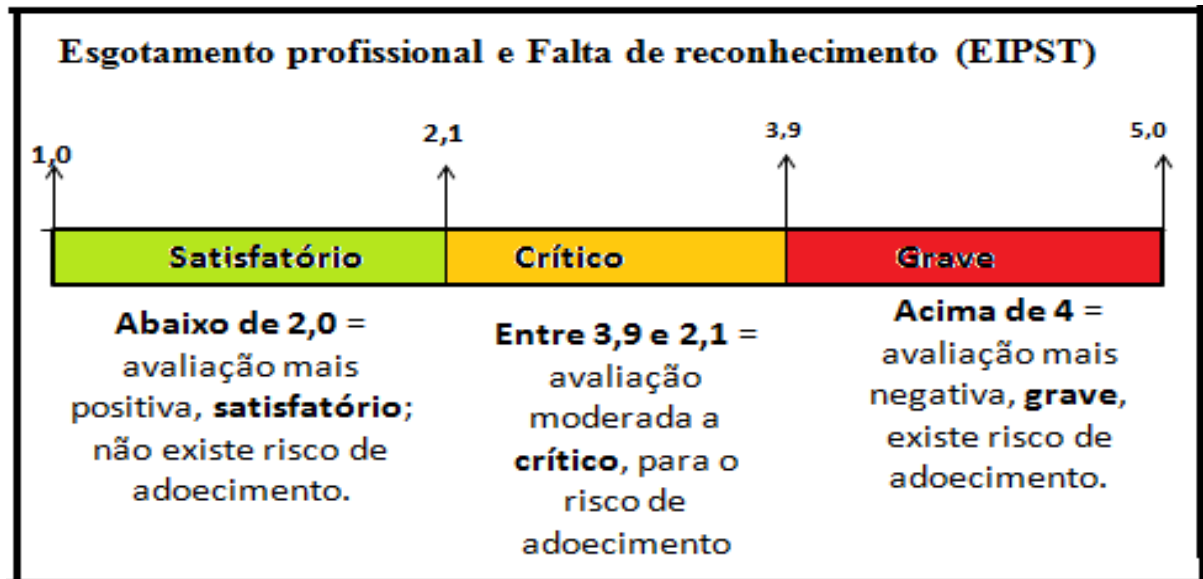 Esgotamento profissional e Falta de reconhecimento (EIPST)
1,0
2,1
3,9
5,0
Satisfatório
Crítico
Grave
Abaixo de 2,0 =
avaliação mais
positiva, satisfatório;
não existe risco de
adoecimento.
Entre 3,9 e 2,1 =
avaliação
moderada a
crítico, para o
risco de
adoecimento
Acima de 4 =
avaliação mais
negativa, grave,
existe risco de
adoecimento.